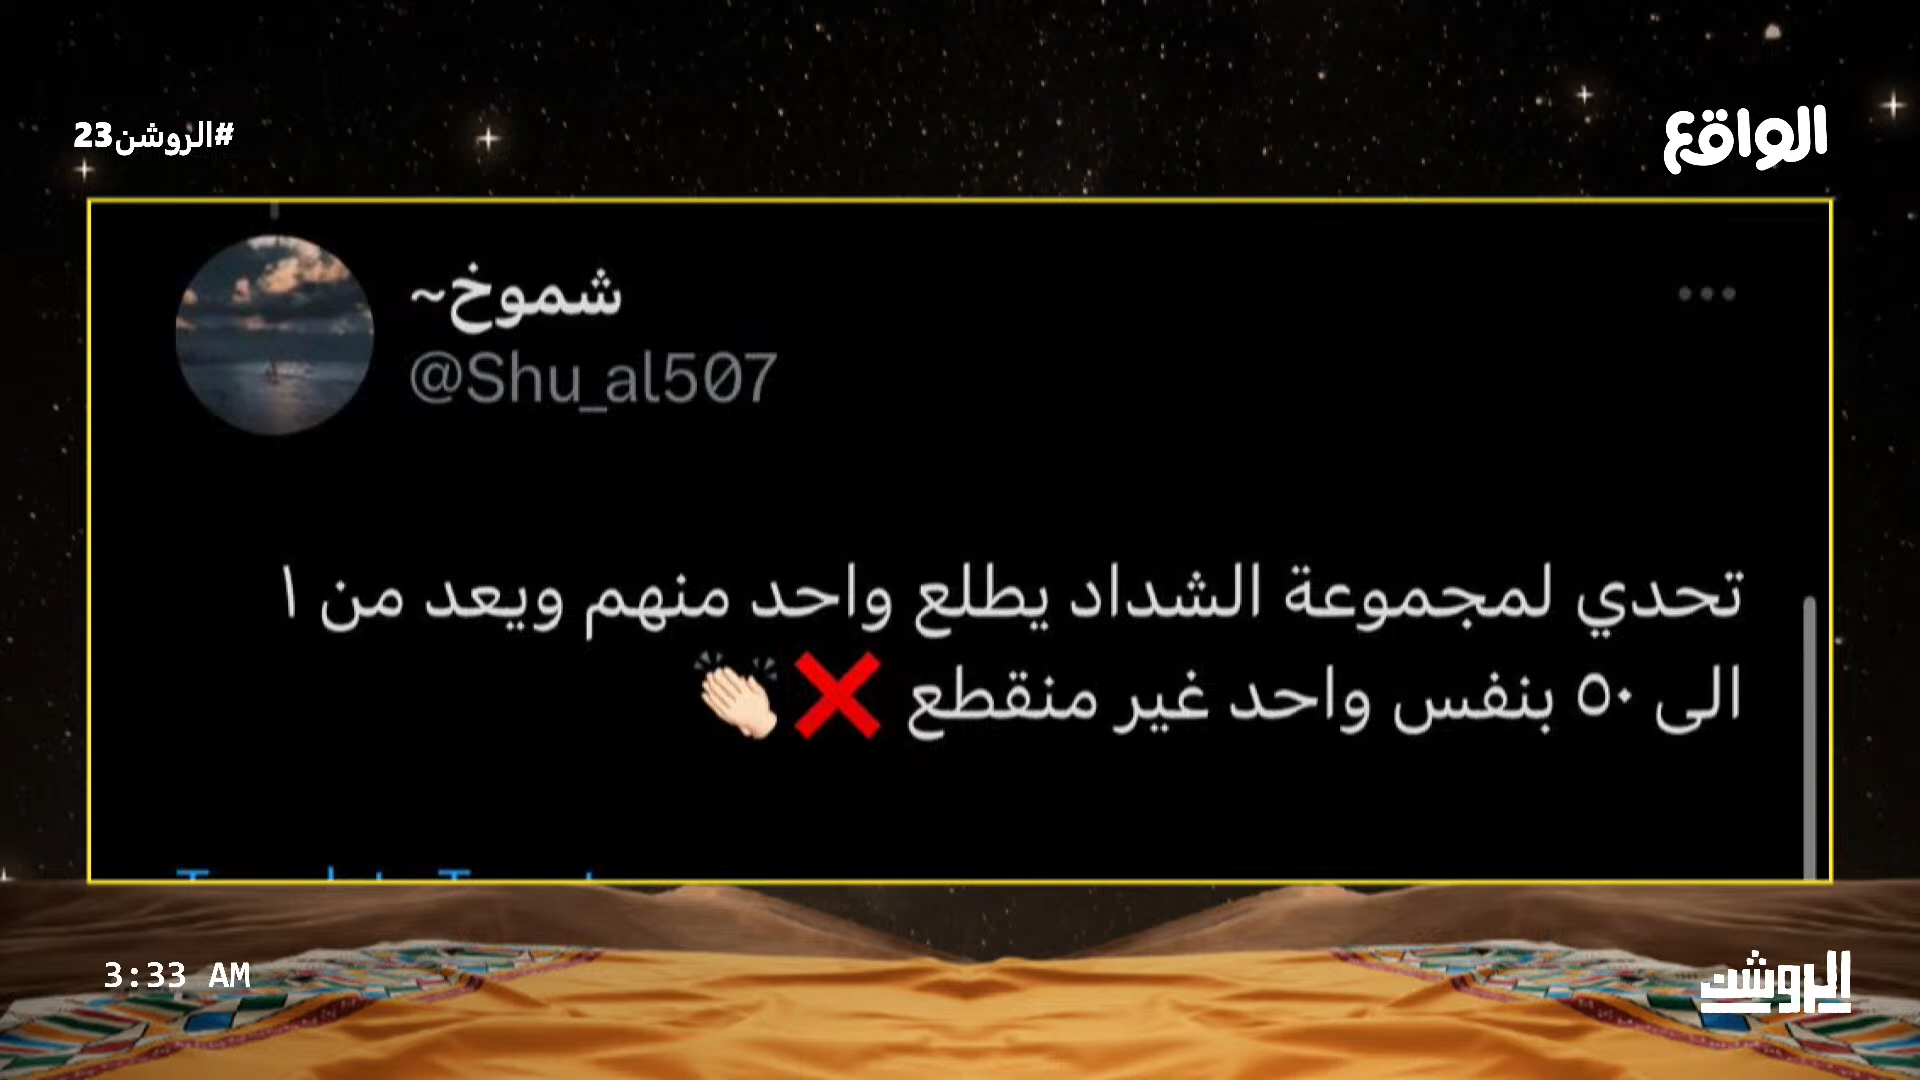 #الروشن23
الواقع
شموخ~
@Shu_al507
تحدي لمجموعة الشداد يطلع واحد منهم ويعد من ١
الى ٥٠ بنفس واحد غير منقطع ❌👏🏻
3:33 AM
الروشن